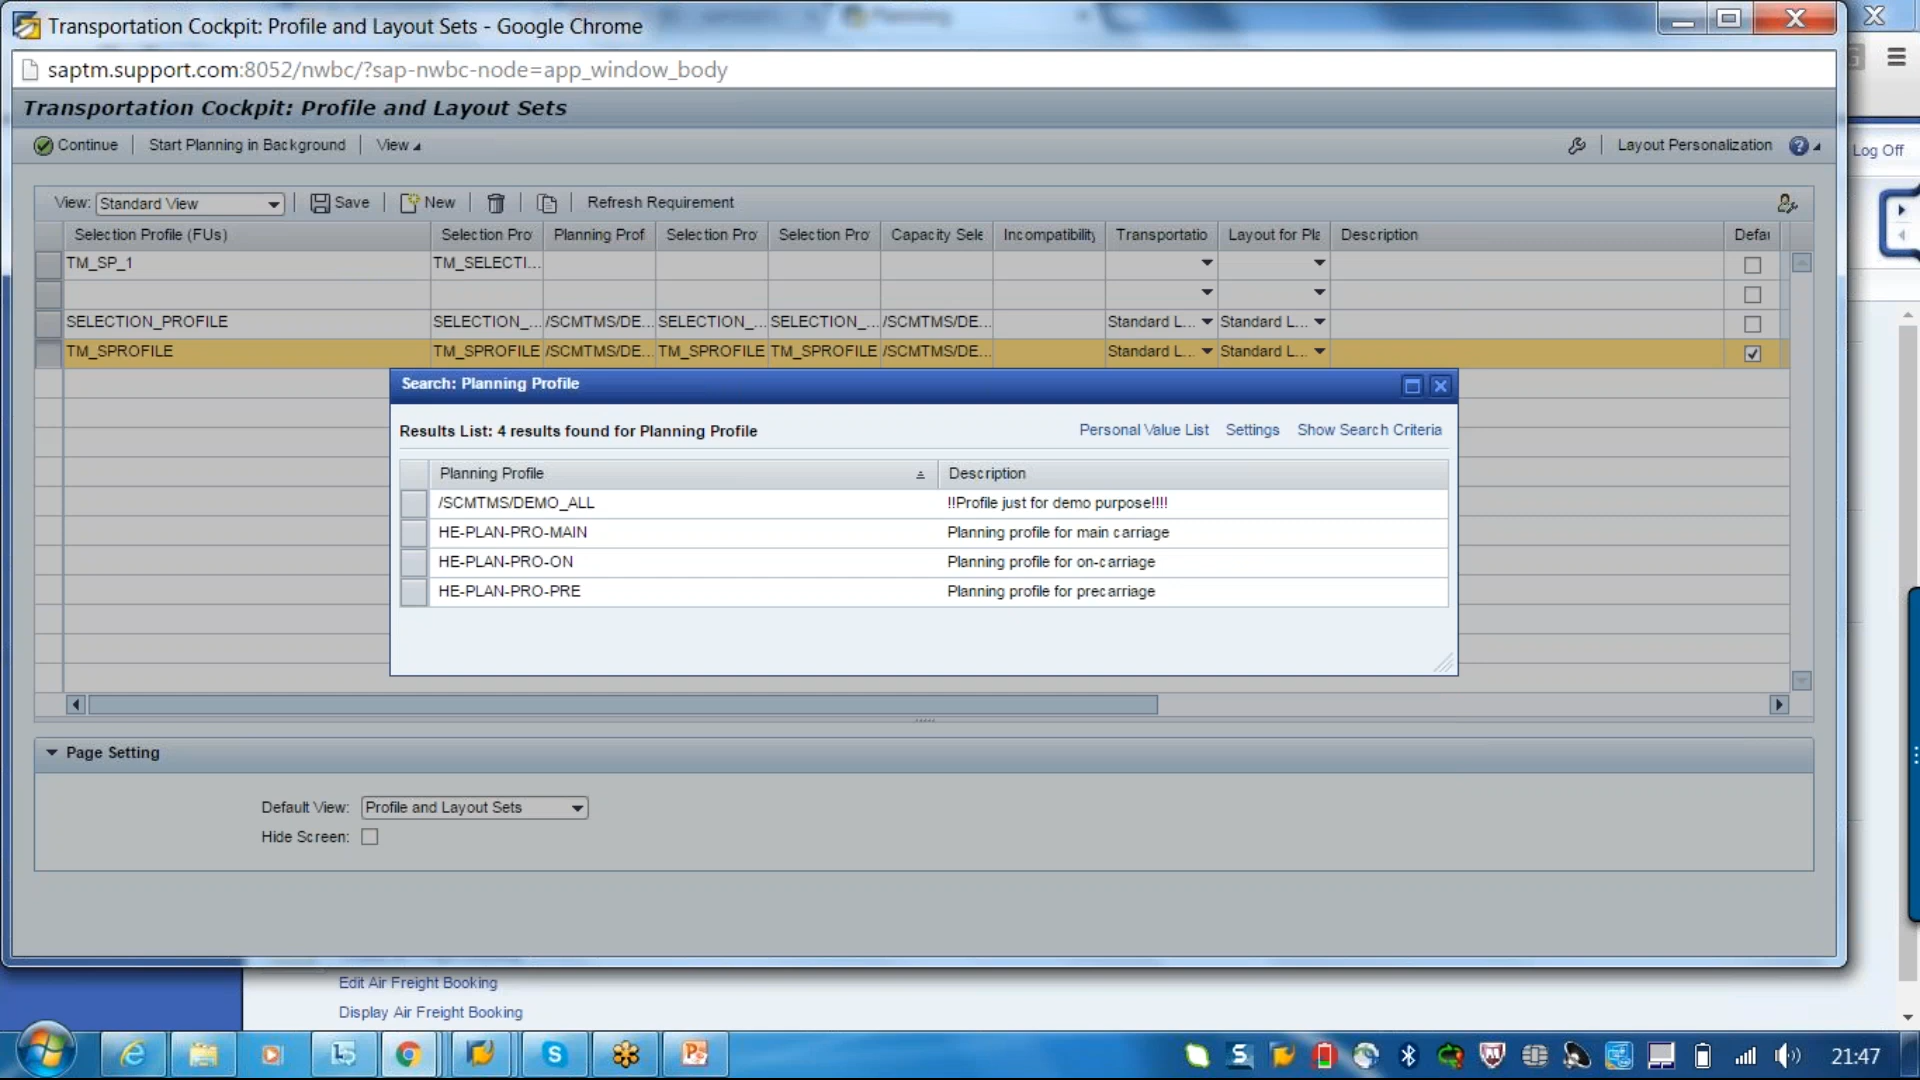 Transportation Cockpit: Profile and Layout Sets - Google Chrome
saptm.support.com:8052/nwbc/?sap-nwbc-node=app_window_body
Transportation Cockpit: Profile and Layout Sets
Continue Start Planning in Background View Layout Personalization
Log Off
View: Standard View Save New Refresh Requirement
Selection Profile (FUs) Selection Pro Planning Prof Selection Pro Selection Pro Capacity Sele Incompatibility Transportatio Layout for Pla Description Defau
TM_SP_1 TM_SELECTI...
SELECTION_PROFILE SELECTION_... /SCMTMS/DE... SELECTION_... SELECTION_... /SCMTMS/DE... Standard L... Standard L...
TM_SPROFILE TM_SPROFILE /SCMTMS/DE... TM_SPROFILE TM_SPROFILE /SCMTMS/DE... Standard L... Standard L...
Search: Planning Profile
Results List: 4 results found for Planning Profile Personal Value List Settings Show Search Criteria
Planning Profile Description
/SCMTMS/DEMO_ALL !!Profile just for demo purpose!!!!
HE-PLAN-PRO-MAIN Planning profile for main carriage
HE-PLAN-PRO-ON Planning profile for on-carriage
HE-PLAN-PRO-PRE Planning profile for precarriage
Page Setting
Default View: Profile and Layout Sets
Hide Screen:
Edit Air Freight Booking
Display Air Freight Booking
21:47